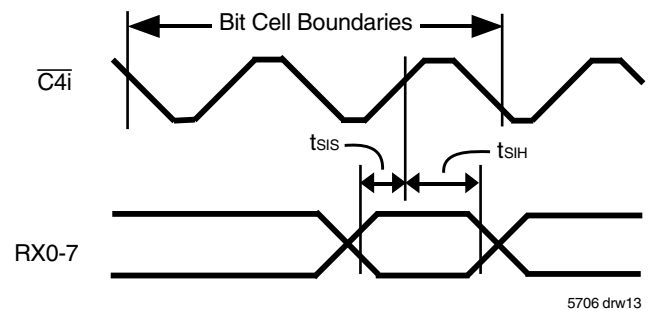 Bit Cell Boundaries
C4i
tSIS
tSIH
RX0-7
5706 drw13